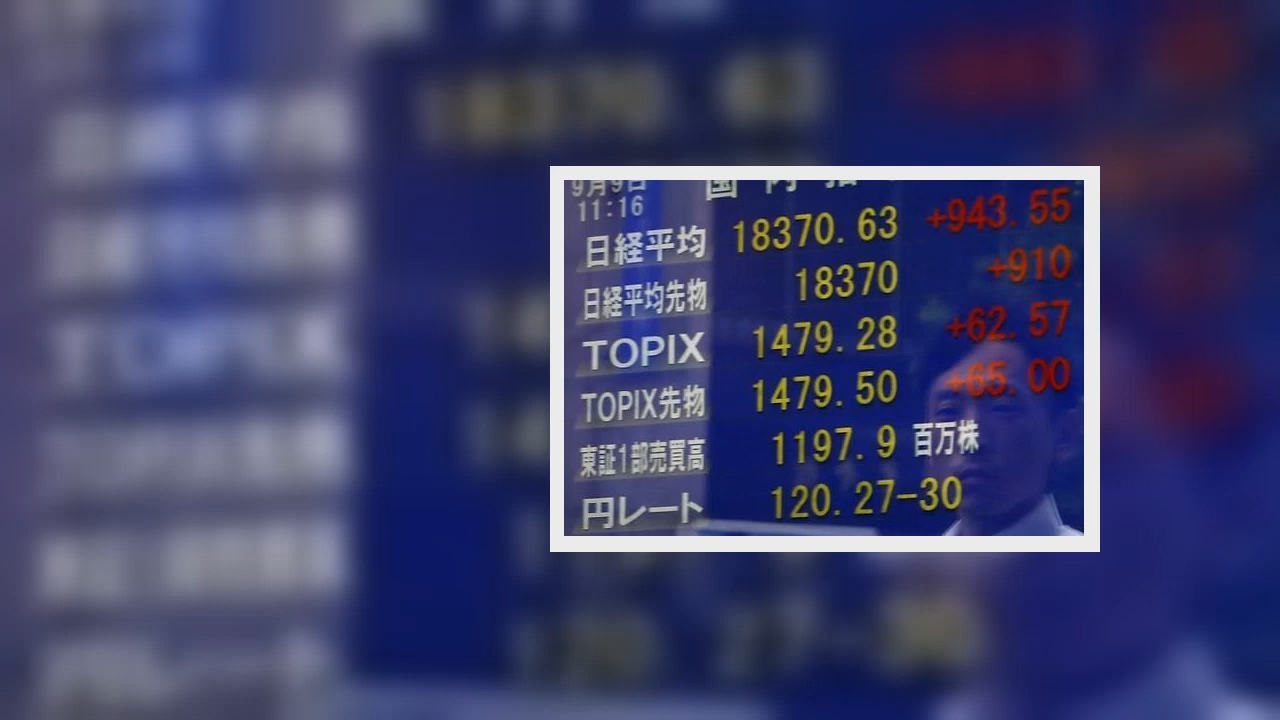 9月9日
11:16
国内指
日経平均 18370.63 +943.55
日経平均先物 18370 +910
TOPIX 1479.28 +62.57
TOPIX先物 1479.50 +65.00
東証1部売買高 1197.9 百万株
円レート 120.27-30